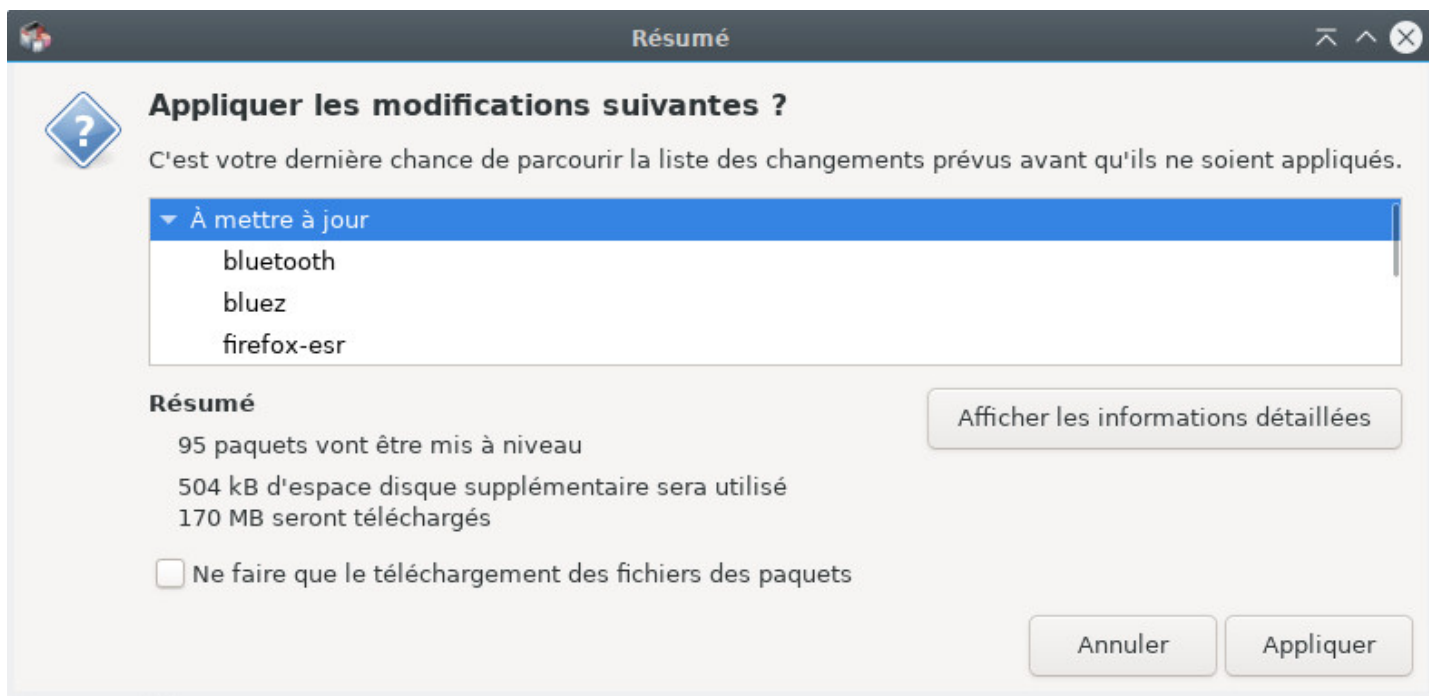 Résumé
Appliquer les modifications suivantes ?
C'est votre dernière chance de parcourir la liste des changements prévus avant qu'ils ne soient appliqués.
À mettre à jour
bluetooth
bluez
firefox-esr
Résumé
Afficher les informations détaillées
95 paquets vont être mis à niveau
504 kB d'espace disque supplémentaire sera utilisé
170 MB seront téléchargés
Ne faire que le téléchargement des fichiers des paquets
Annuler
Appliquer